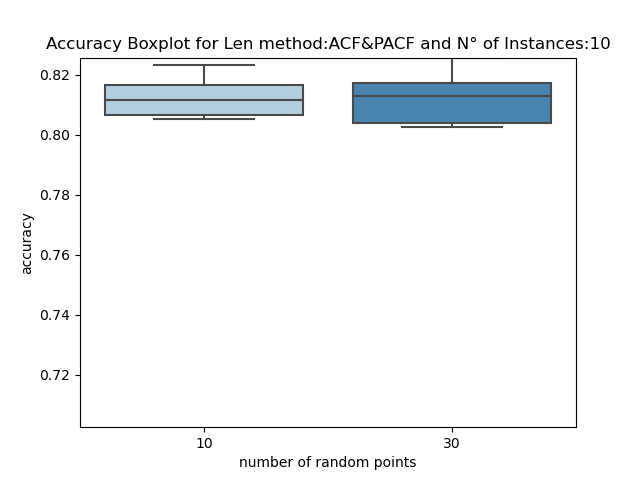 Accuracy Boxplot for Len method:ACF&PACF and N° of Instances:10
0.82
0.80
0.78
0.76
0.74
0.72
accuracy
10 30
number of random points